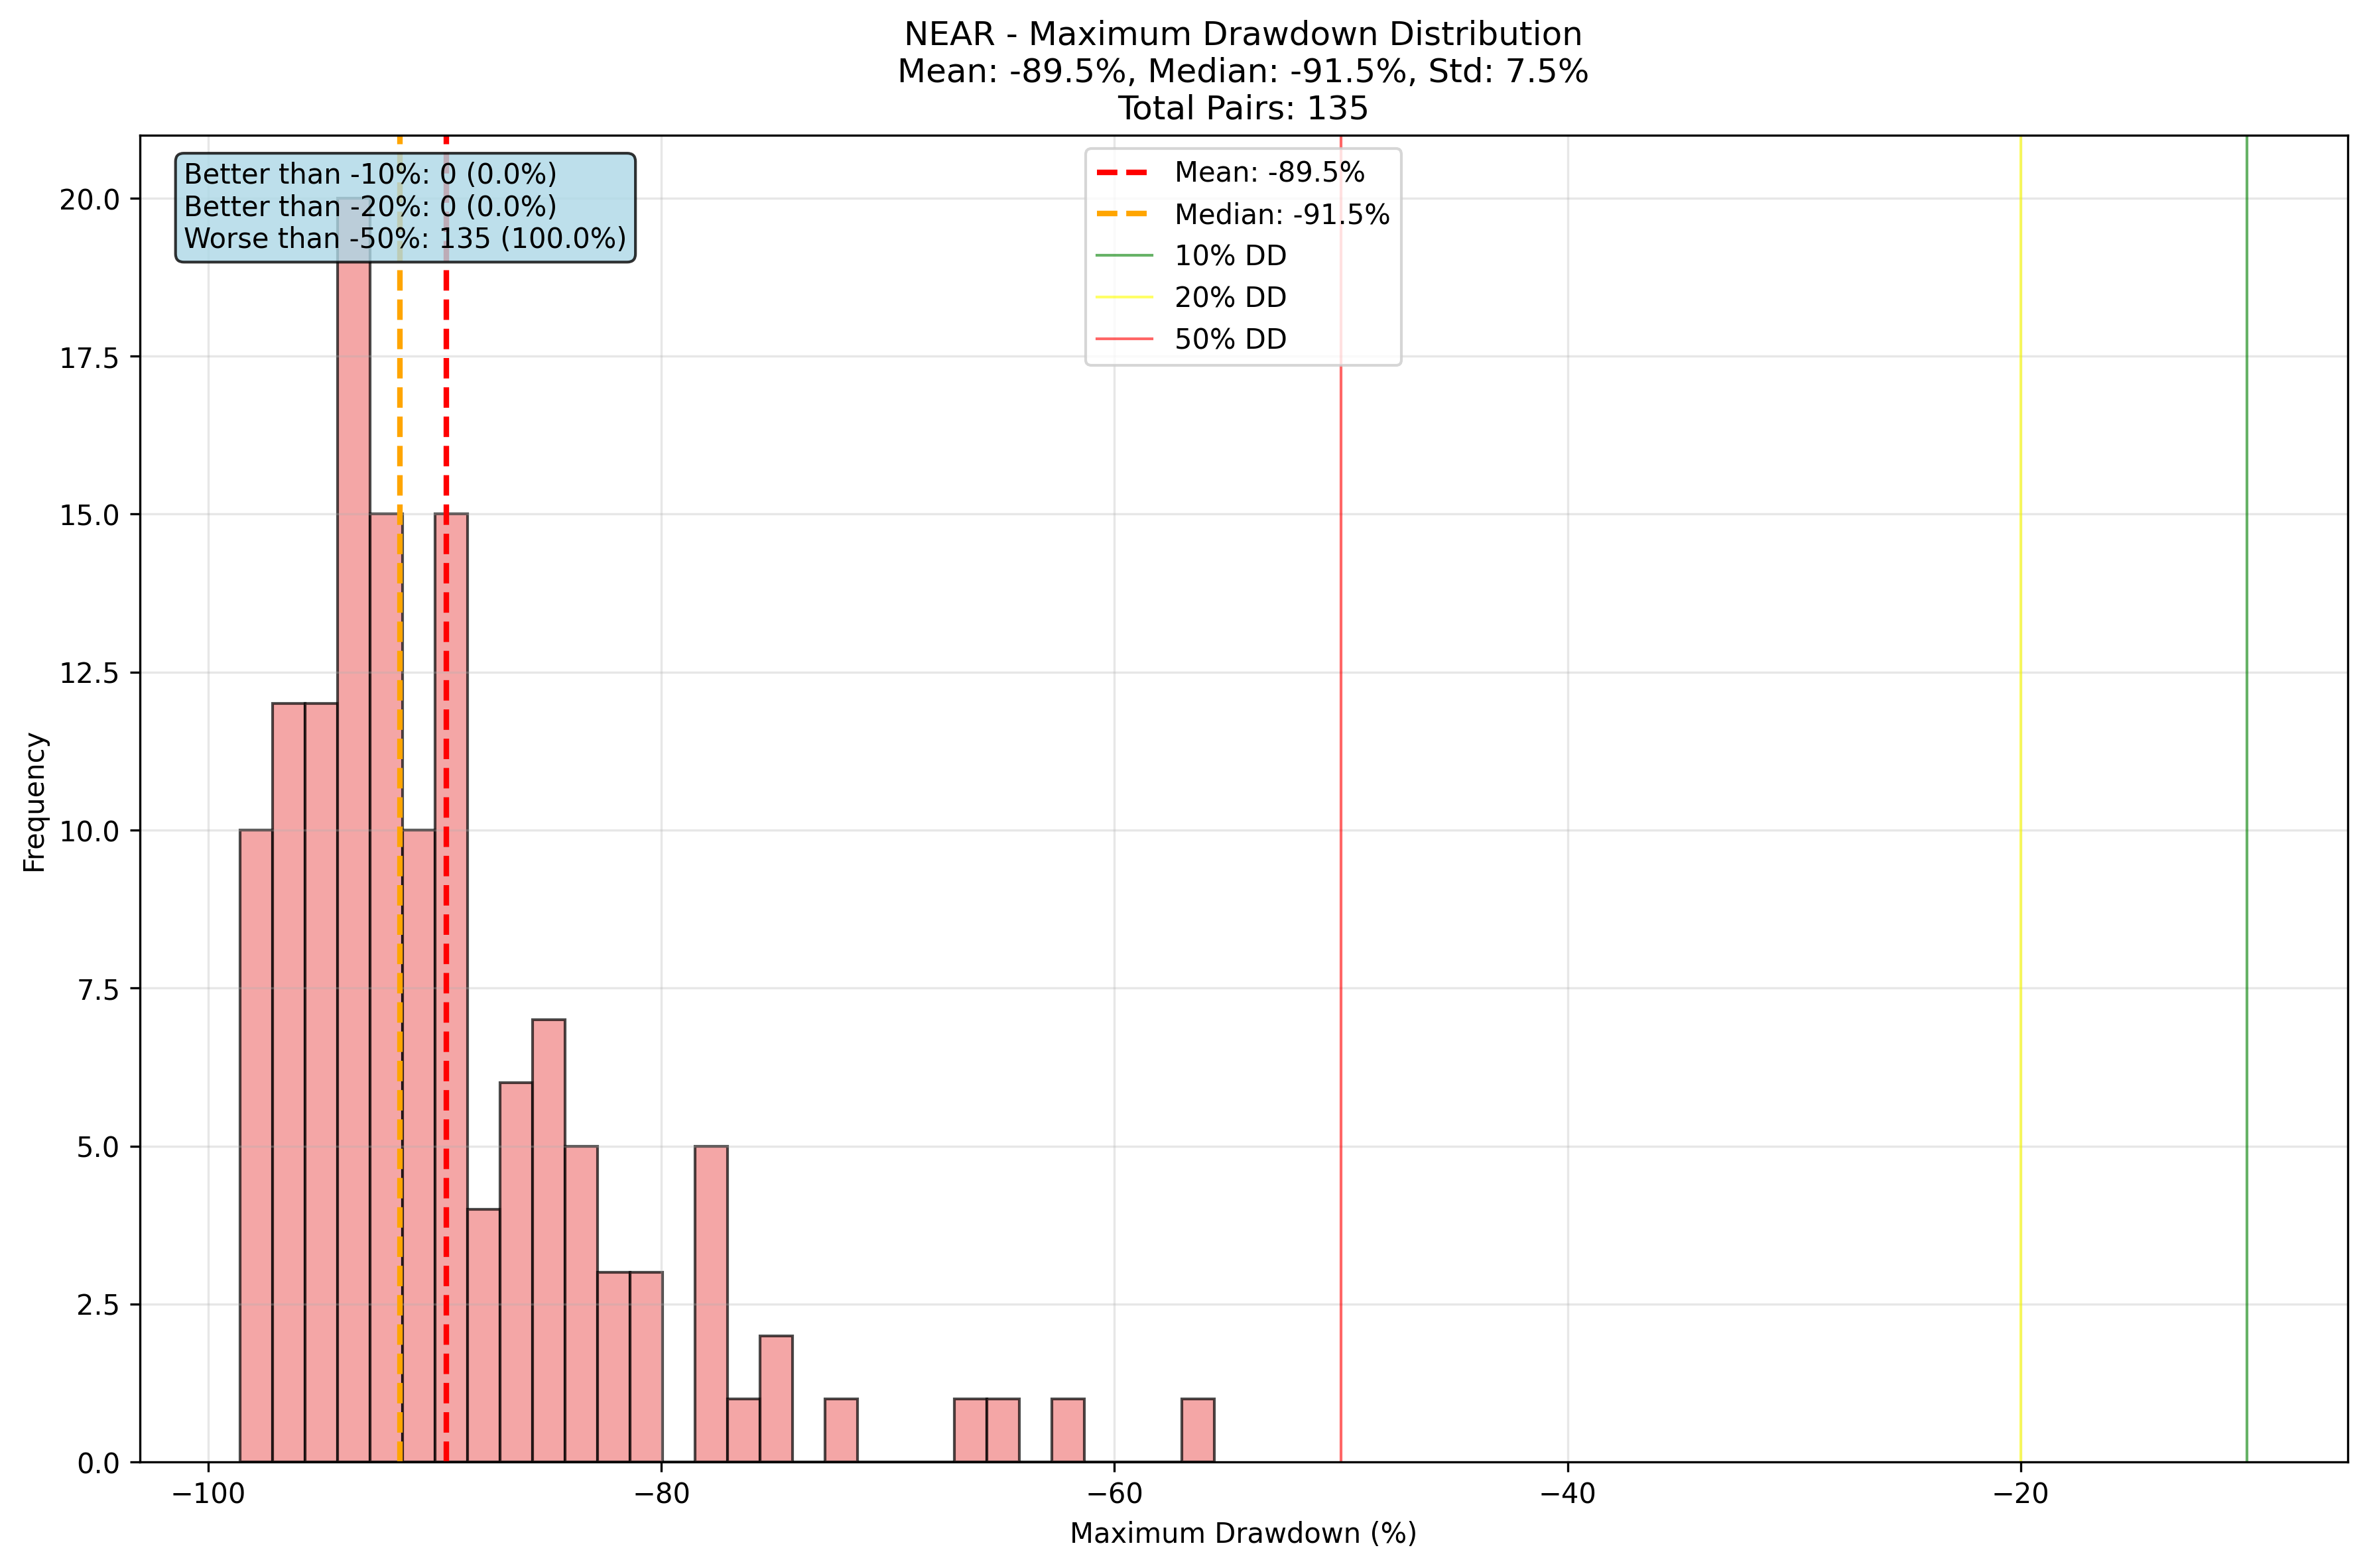 NEAR - Maximum Drawdown Distribution
Mean: -89.5%, Median: -91.5%, Std: 7.5%
Total Pairs: 135
Better than -10%: 0 (0.0%)
Better than -20%: 0 (0.0%)
Worse than -50%: 135 (100.0%)
Mean: -89.5%
Median: -91.5%
10% DD
20% DD
50% DD
Frequency
20.0
17.5
15.0
12.5
10.0
7.5
5.0
2.5
0.0
−100
−80
−60
−40
−20
Maximum Drawdown (%)